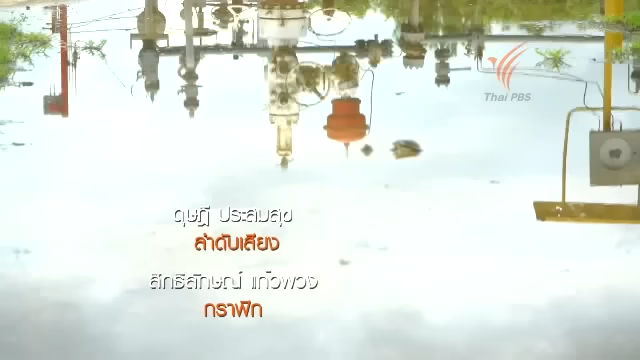 Thai PBS
ดุษฎี ประสมสุข
ลำดับเสียง
สิทธิลักษณ์ แก้วพวง
กราฟิก